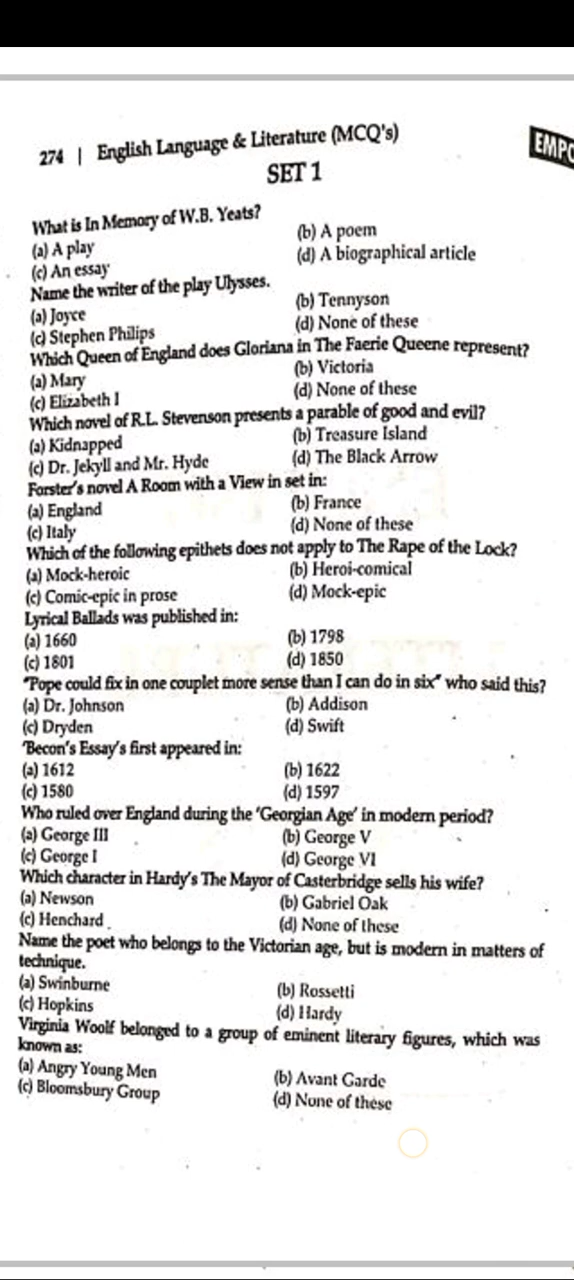 274 | English Language & Literature (MCQ's)
EMPO
SET 1
What is In Memory of W.B. Yeats?
(a) A play (b) A poem
(c) An essay (d) A biographical article
Name the writer of the play Ulysses.
(a) Joyce (b) Tennyson
(c) Stephen Philips (d) None of these
Which Queen of England does Gloriana in The Faerie Queene represent?
(a) Mary (b) Victoria
(c) Elizabeth I (d) None of these
Which novel of R.L. Stevenson presents a parable of good and evil?
(a) Kidnapped (b) Treasure Island
(c) Dr. Jekyll and Mr. Hyde (d) The Black Arrow
Forster's novel A Room with a View in set in:
(a) England (b) France
(c) Italy (d) None of these
Which of the following epithets does not apply to The Rape of the Lock?
(a) Mock-heroic (b) Heroi-comical
(c) Comic-epic in prose (d) Mock-epic
Lyrical Ballads was published in:
(a) 1660 (b) 1798
(c) 1801 (d) 1850
"Pope could fix in one couplet more sense than I can do in six" who said this?
(a) Dr. Johnson (b) Addison
(c) Dryden (d) Swift
'Becon's Essay's first appeared in:
(a) 1612 (b) 1622
(c) 1580 (d) 1597
Who ruled over England during the 'Georgian Age' in modern period?
(a) George III (b) George V
(c) George I (d) George VI
Which character in Hardy's The Mayor of Casterbridge sells his wife?
(a) Newson (b) Gabriel Oak
(c) Henchard (d) None of these
Name the poet who belongs to the Victorian age, but is modern in matters of
technique.
(a) Swinburne (b) Rossetti
(c) Hopkins (d) Hardy
Virginia Woolf belonged to a group of eminent literary figures, which was
known as:
(a) Angry Young Men (b) Avant Garde
(c) Bloomsbury Group (d) None of these